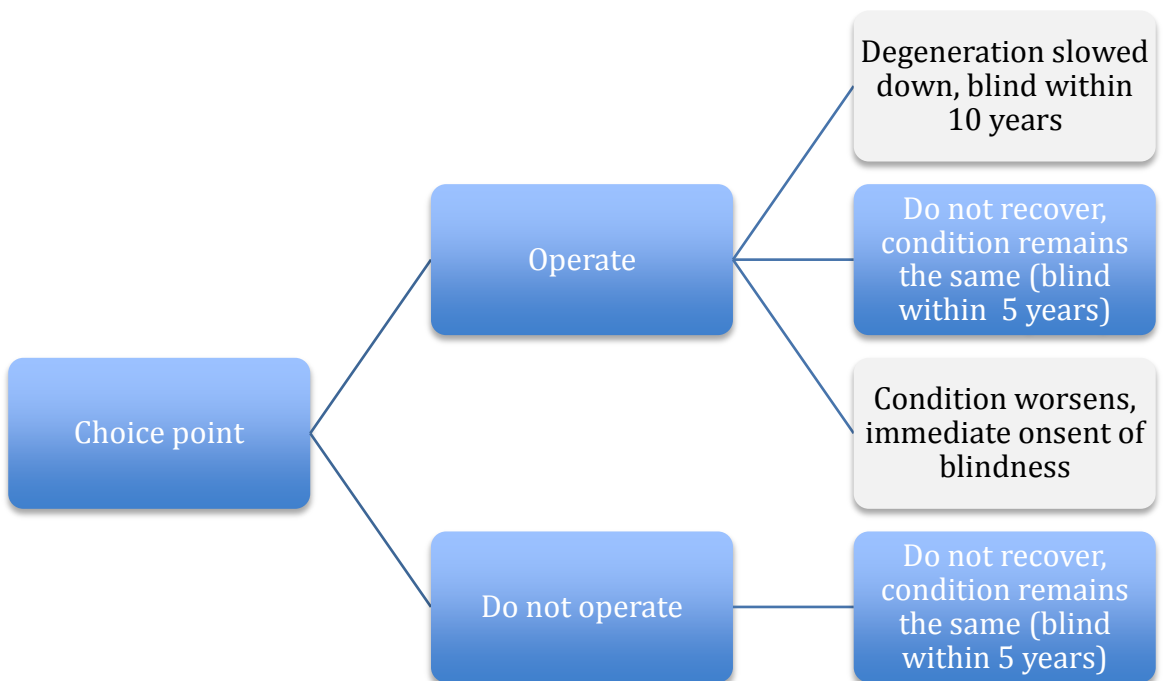 Degeneration slowed
down, blind within
10 years
Operate
Do not recover,
condition remains
the same (blind
within  5 years)
Choice point
Condition worsens,
immediate onsent of
blindness
Do not operate
Do not recover,
condition remains
the same (blind
within 5 years)